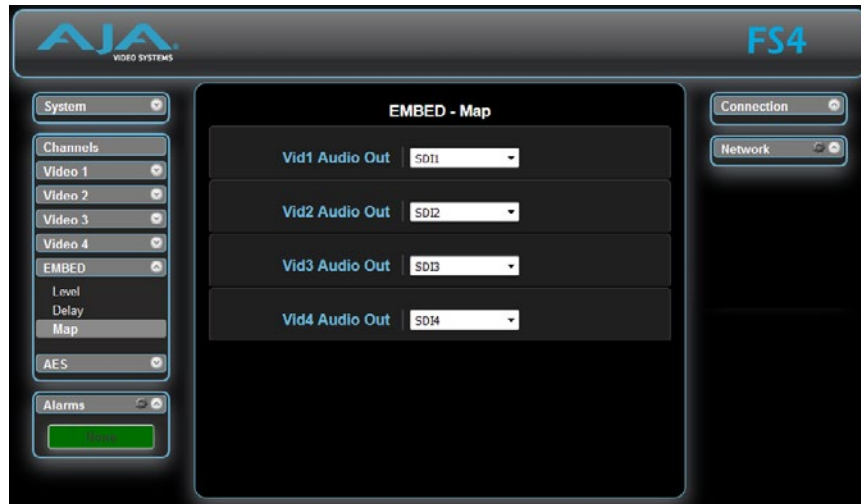 AJA
VIDEO SYSTEMS
FS4
System
Channels
Video 1
Video 2
Video 3
Video 4
EMBED
Level
Delay
Map
AES
Alarms
None
EMBED - Map
Vid1 Audio Out SDI1
Vid2 Audio Out SDI2
Vid3 Audio Out SDI3
Vid4 Audio Out SDI4
Connection
Network